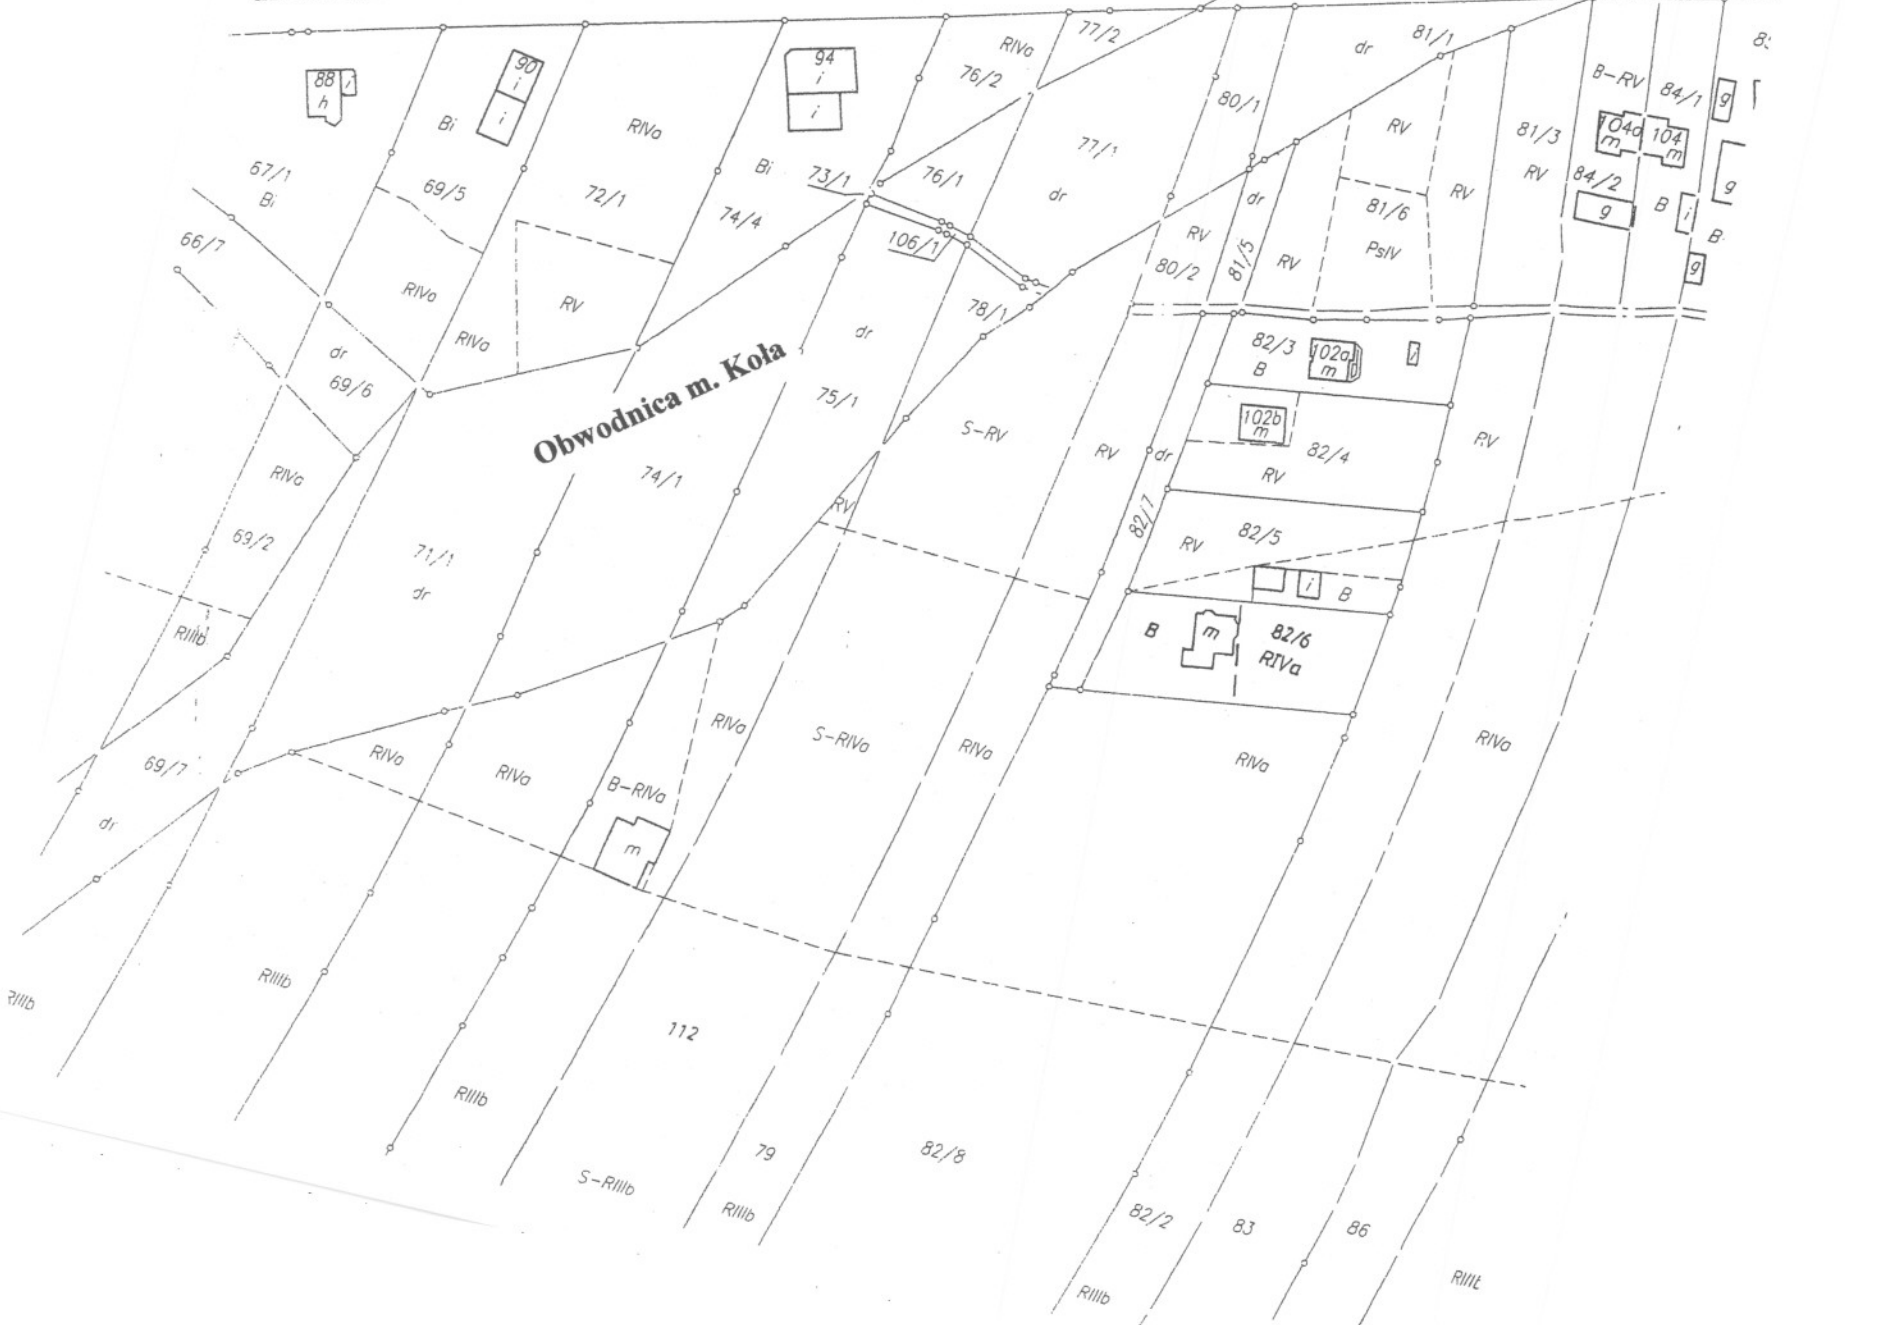 77/2
81/1
dr
RIVa
76/2
88
h
i
90
i
i
94
i
i
B-RV
84/1
g
80/1
Bi
RIVa
RV
81/3
RV
104a
m
104
m
77/1
dr
67/1
Bi
69/5
72/1
Bi
73/1
74/4
76/1
dr
RV
84/2
g
B
i
g
B
66/7
106/1
RV
80/2
81/5
RV
81/6
PsIV
g
RIVa
RV
78/1
dr
RIVa
dr
69/6
Obwodnica m. Koła
82/3
B
102a
m
i
75/1
S-RV
102b
m
82/4
RV
RV
RV
dr
RIVa
74/1
RV
82/7
82/5
RV
69/2
71/1
dr
i
B
RIIIb
B
m
82/6
RIVa
69/7
dr
RIVa
RIVa
RIVa
B-RIVa
m
S-RIVa
RIVa
RIVa
RIVa
RIIIb
RIIIb
112
RIIIb
S-RIIIb
79
RIIIb
82/8
82/2
RIIIb
83
86